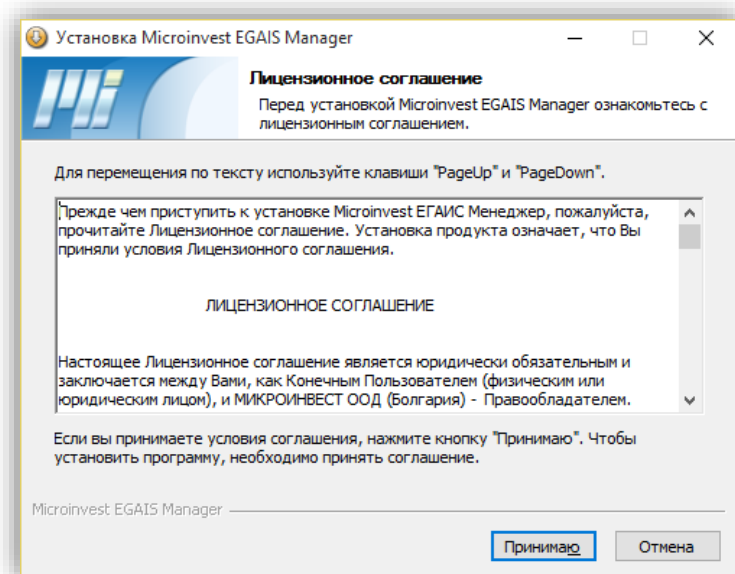 Установка Microinvest EGAIS Manager
Лицензионное соглашение
Перед установкой Microinvest EGAIS Manager ознакомьтесь с
лицензионным соглашением.
Для перемещения по тексту используйте клавиши "PageUp" и "PageDown".
Прежде чем приступить к установке Microinvest ЕГАИС Менеджер, пожалуйста,
прочитайте Лицензионное соглашение. Установка продукта означает, что Вы
приняли условия Лицензионного соглашения.
ЛИЦЕНЗИОННОЕ СОГЛАШЕНИЕ
Настоящее Лицензионное соглашение является юридически обязательным и
заключается между Вами, как Конечным Пользователем (физическим или
юридическим лицом), и МИКРОИНВЕСТ ООД (Болгария) - Правообладателем.
Если вы принимаете условия соглашения, нажмите кнопку "Принимаю". Чтобы
установить программу, необходимо принять соглашение.
Microinvest EGAIS Manager
Принимаю
Отмена